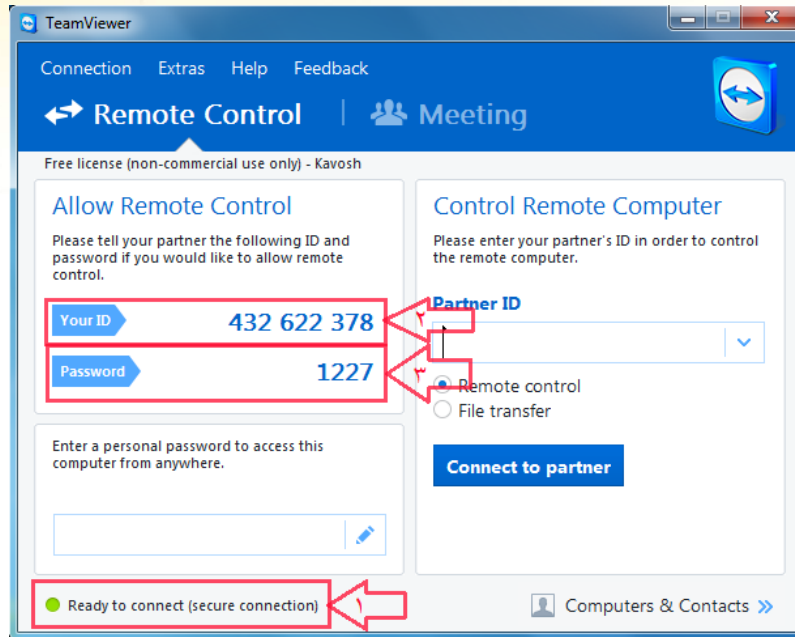 TeamViewer
Connection Extras Help Feedback
Remote Control Meeting
Free license (non-commercial use only) - Kavosh
Allow Remote Control
Please tell your partner the following ID and
password if you would like to allow remote
control.
Your ID 432 622 378
۲
Password 1227
۳
Enter a personal password to access this
computer from anywhere.
Control Remote Computer
Please enter your partner's ID in order to control
the remote computer.
Partner ID
Remote control
File transfer
Connect to partner
Ready to connect (secure connection)
۱
Computers & Contacts